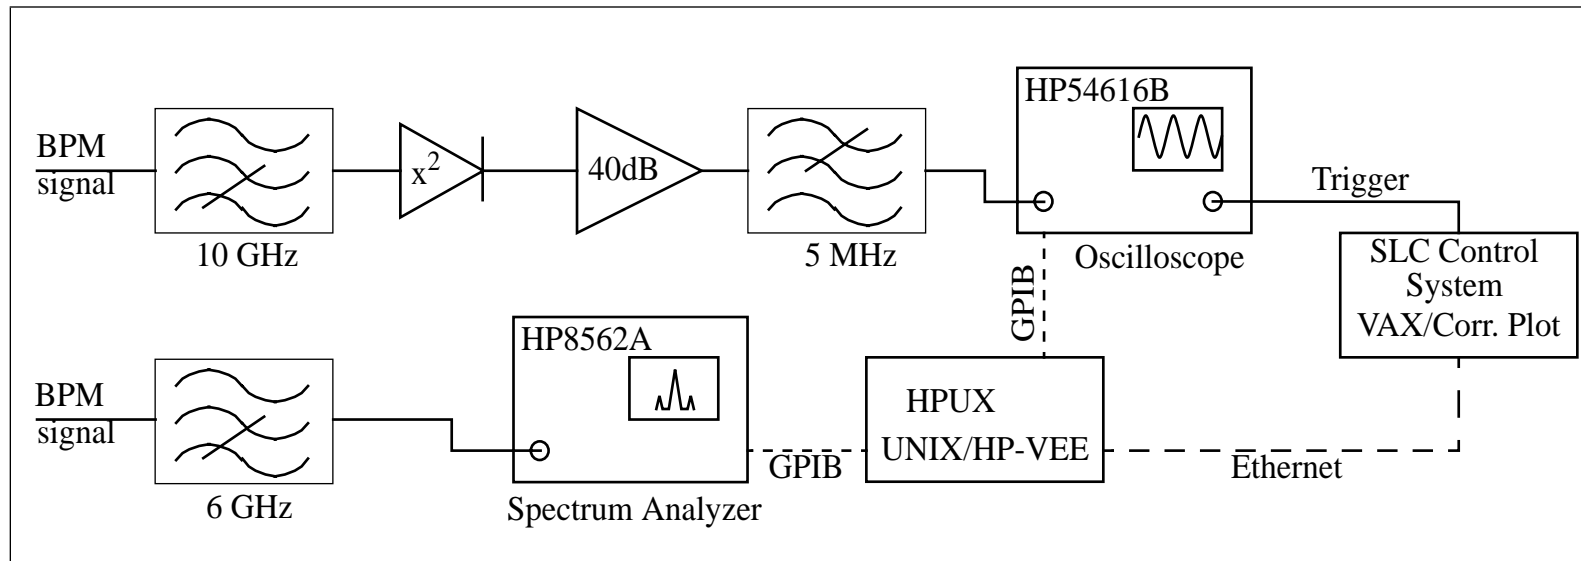 BPM
signal
10 GHz
x²
40dB
5 MHz
HP54616B
Oscilloscope
Trigger
SLC Control
System
VAX/Corr. Plot
GPIB
BPM
signal
6 GHz
HP8562A
Spectrum Analyzer
GPIB
HPUX
UNIX/HP-VEE
Ethernet